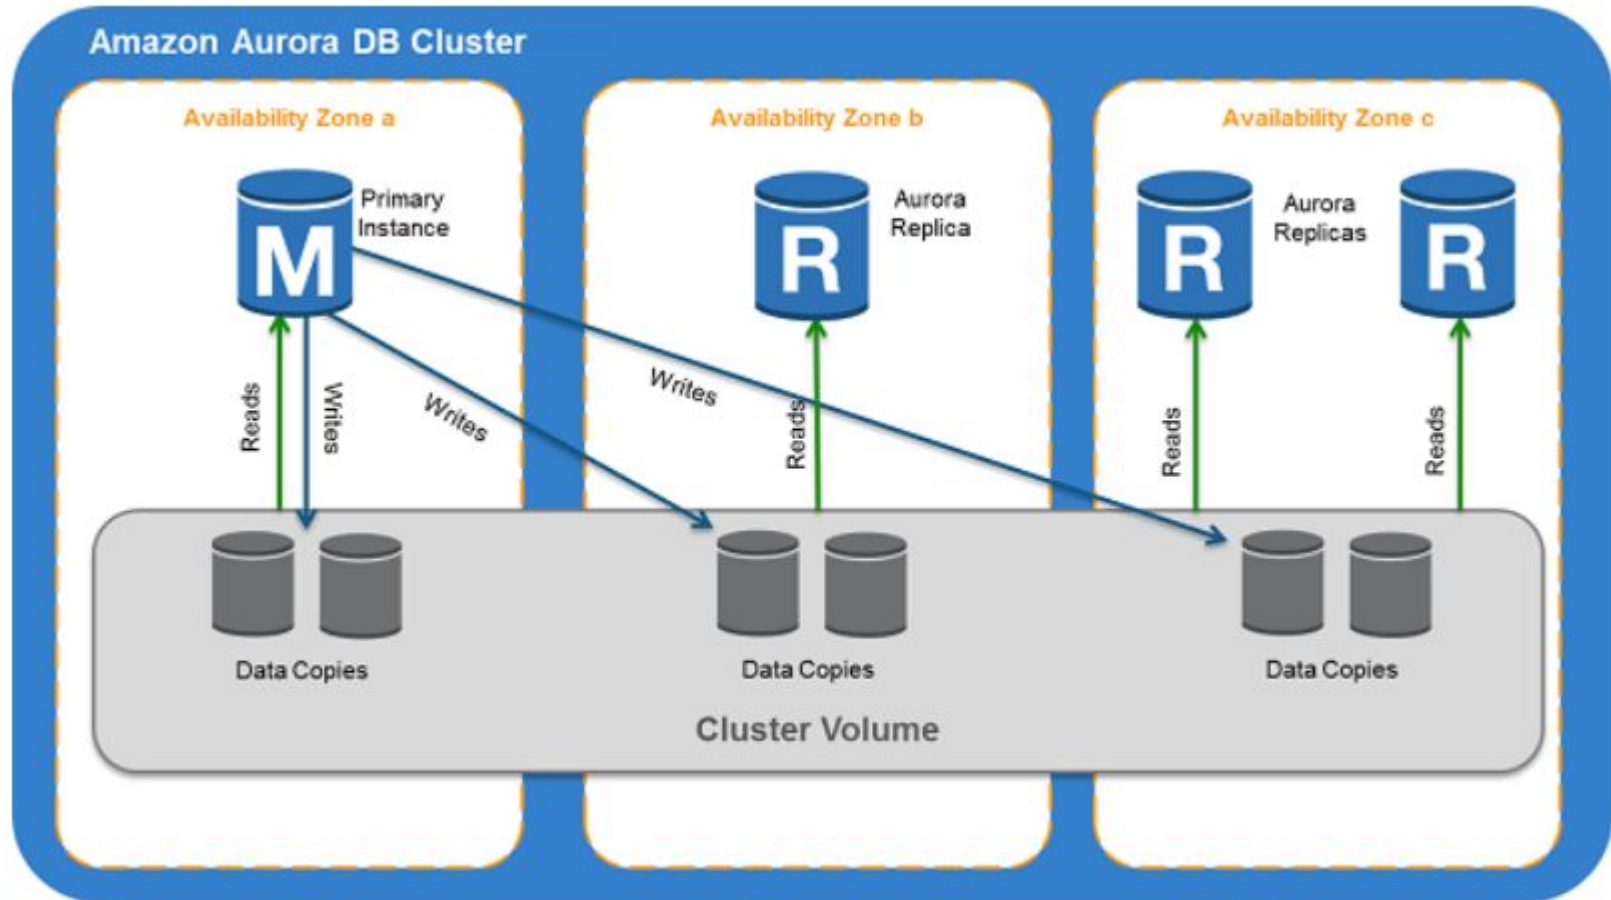 Amazon Aurora DB Cluster
Availability Zone a
Availability Zone b
Availability Zone c
M
Primary
Instance
R
Aurora
Replica
R
Aurora
Replicas
R
Reads
Writes
Writes
Writes
Reads
Reads
Reads
Data Copies
Data Copies
Data Copies
Cluster Volume